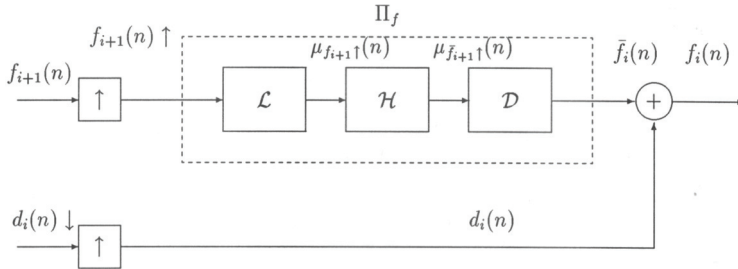 Π_f
f_{i+1}(n) ↑
μ_{f_{i+1}↑}(n)
μ_{f̄_{i+1}↑}(n)
f̄_i(n)
f_i(n)
f_{i+1}(n)
↑
ℒ
ℋ
𝒟
+
d_i(n) ↓
↑
d_i(n)